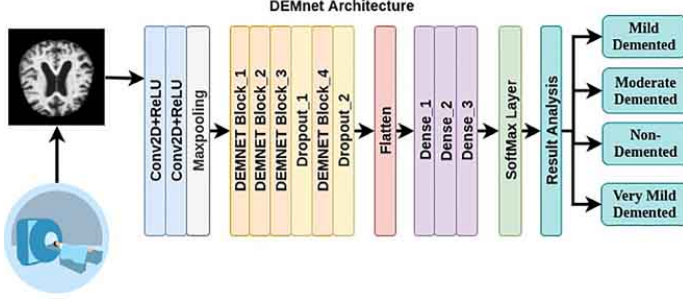 DEMnet Architecture
Conv2D+ReLU
Conv2D+ReLU
Maxpooling
DEMNET Block_1
DEMNET Block_2
DEMNET Block_3
Dropout_1
DEMNET Block_4
Dropout_2
Flatten
Dense_1
Dense_2
Dense_3
SoftMax Layer
Result Analysis
Mild
Demented
Moderate
Demented
Non-
Demented
Very Mild
Demented